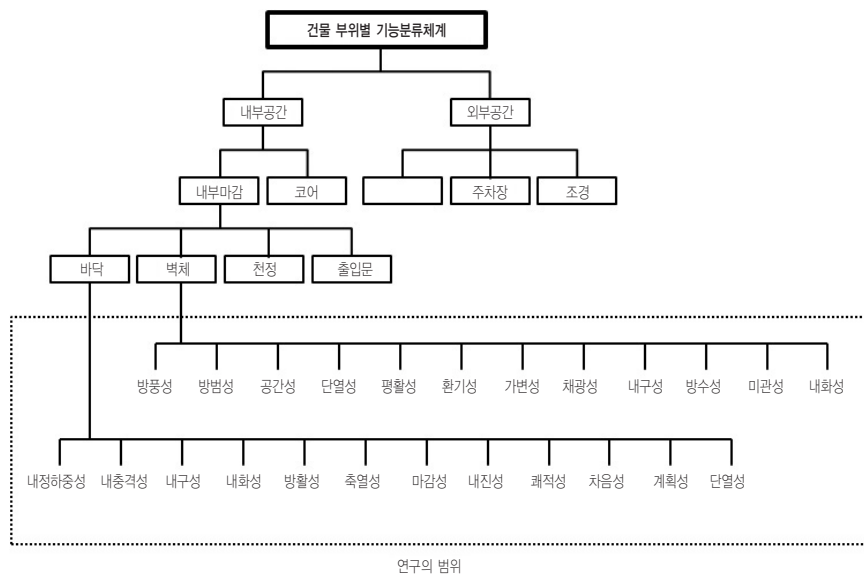 건물 부위별 기능분류체계
내부공간 외부공간
내부마감 코어 주차장 조경
바닥 벽체 천정 출입문
방풍성 방범성 공간성 단열성 평활성 환기성 가변성 채광성 내구성 방수성 미관성 내화성
내정하중성 내충격성 내구성 내화성 방활성 축열성 마감성 내진성 쾌적성 차음성 계획성 단열성
연구의 범위